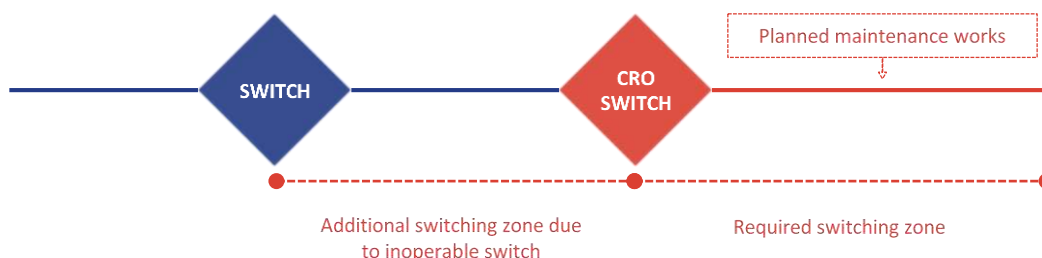 Planned maintenance works
SWITCH
CRO
SWITCH
Additional switching zone due
to inoperable switch
Required switching zone